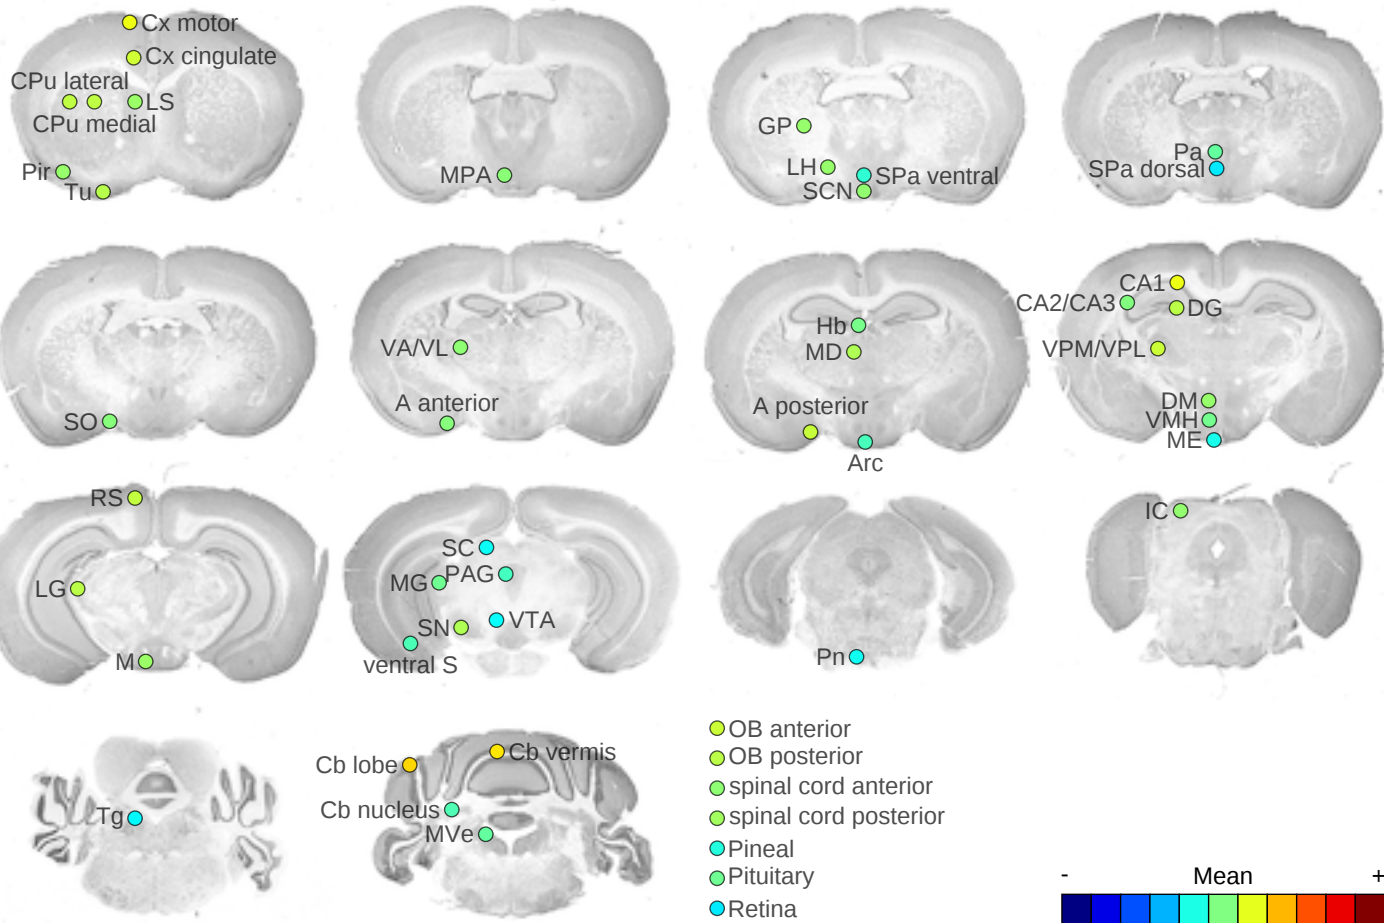 Cx motor
Cx cingulate
CPu lateral
LS
CPu medial
Pir
Tu
MPA
GP
LH
SPa ventral
SCN
Pa
SPa dorsal
SO
VA/VL
A anterior
Hb
MD
A posterior
Arc
CA1
CA2/CA3
DG
VPM/VPL
DM
VMH
ME
RS
LG
M
SC
MG
PAG
SN
VTA
ventral S
Pn
IC
Tg
Cb lobe
Cb vermis
Cb nucleus
MVe
OB anterior
OB posterior
spinal cord anterior
spinal cord posterior
Pineal
Pituitary
Retina
- Mean +